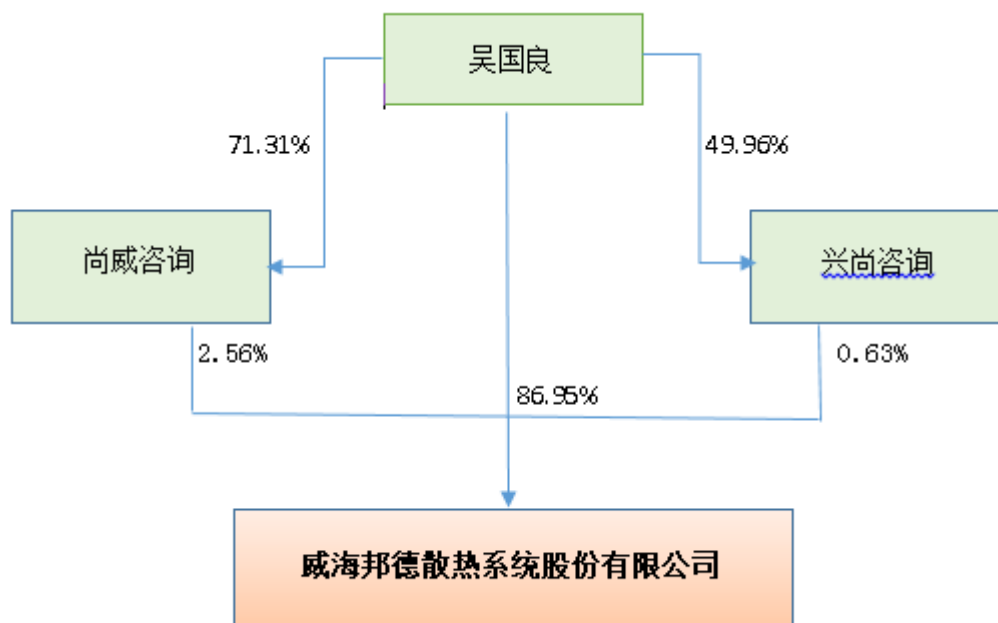 吴国良
71.31%
49.96%
尚威咨询
兴尚咨询
2.56%
0.63%
86.95%
威海邦德散热系统股份有限公司